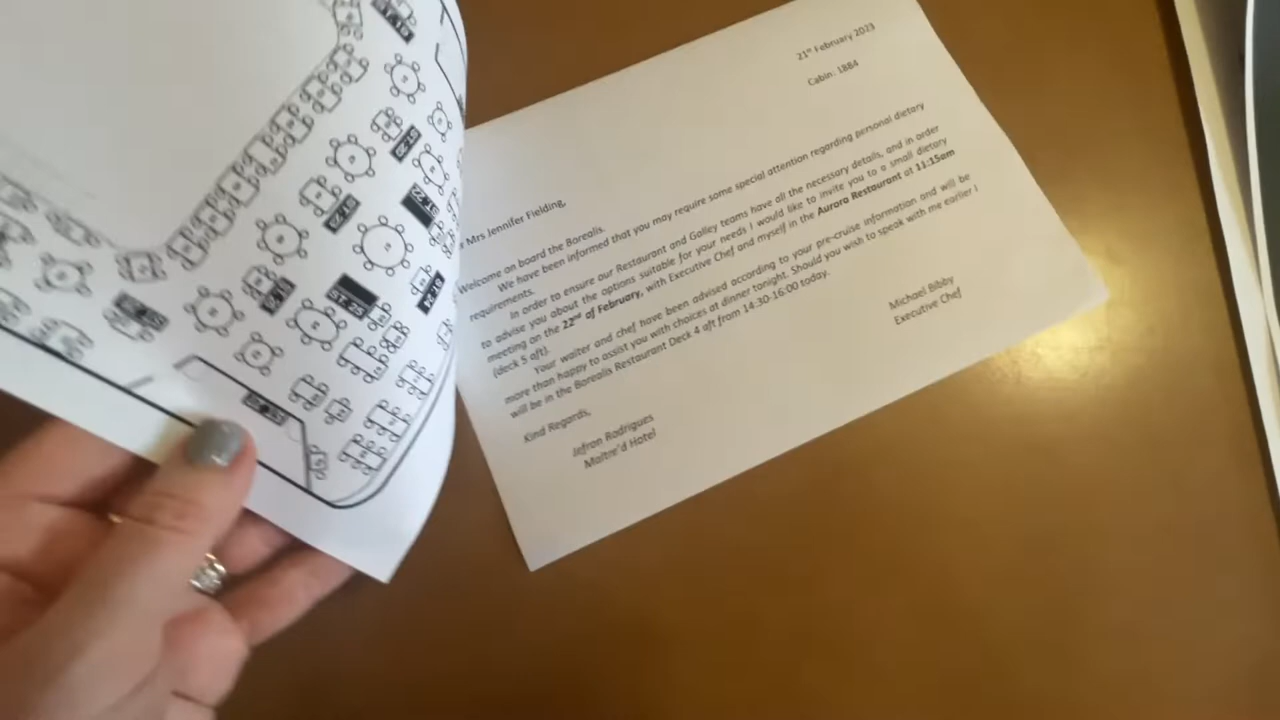 21st February 2023
Cabin: 1884
Mrs Jennifer Fielding,
Welcome on board the Borealis.
We have been informed that you may require some special attention regarding personal dietary
requirements.
In order to ensure our Restaurant and Galley teams have all the necessary details, and in order
to advise you about the options suitable for your needs I would like to invite you to a small dietary
meeting on the 22nd of February, with Executive Chef and myself in the Aurora Restaurant at 11:15am
(deck 5 aft).
Your waiter and chef have been advised according to your pre-cruise information and will be
more than happy to assist you with choices at dinner tonight. Should you wish to speak with me earlier I
will be in the Borealis Restaurant Deck 4 aft from 14:30-16:00 today.
Kind Regards,
Jefron Rodrigues
Maitre'd Hotel
Michael Bibby
Executive Chef
ST.25